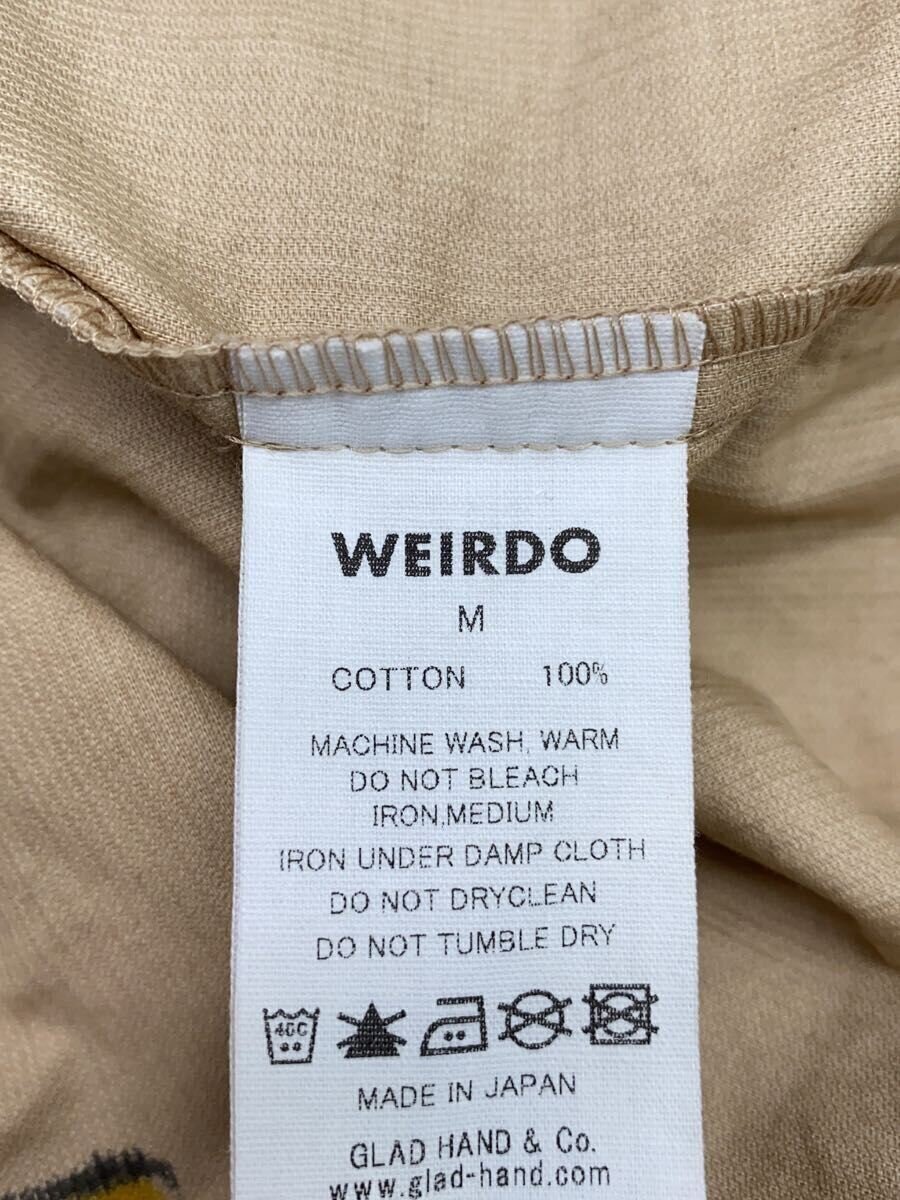 WEIRDO
M
COTTON 100%
MACHINE WASH, WARM
DO NOT BLEACH
IRON,MEDIUM
IRON UNDER DAMP CLOTH
DO NOT DRYCLEAN
DO NOT TUMBLE DRY
40C
MADE IN JAPAN
GLAD HAND & Co.
www.glad-hand.com